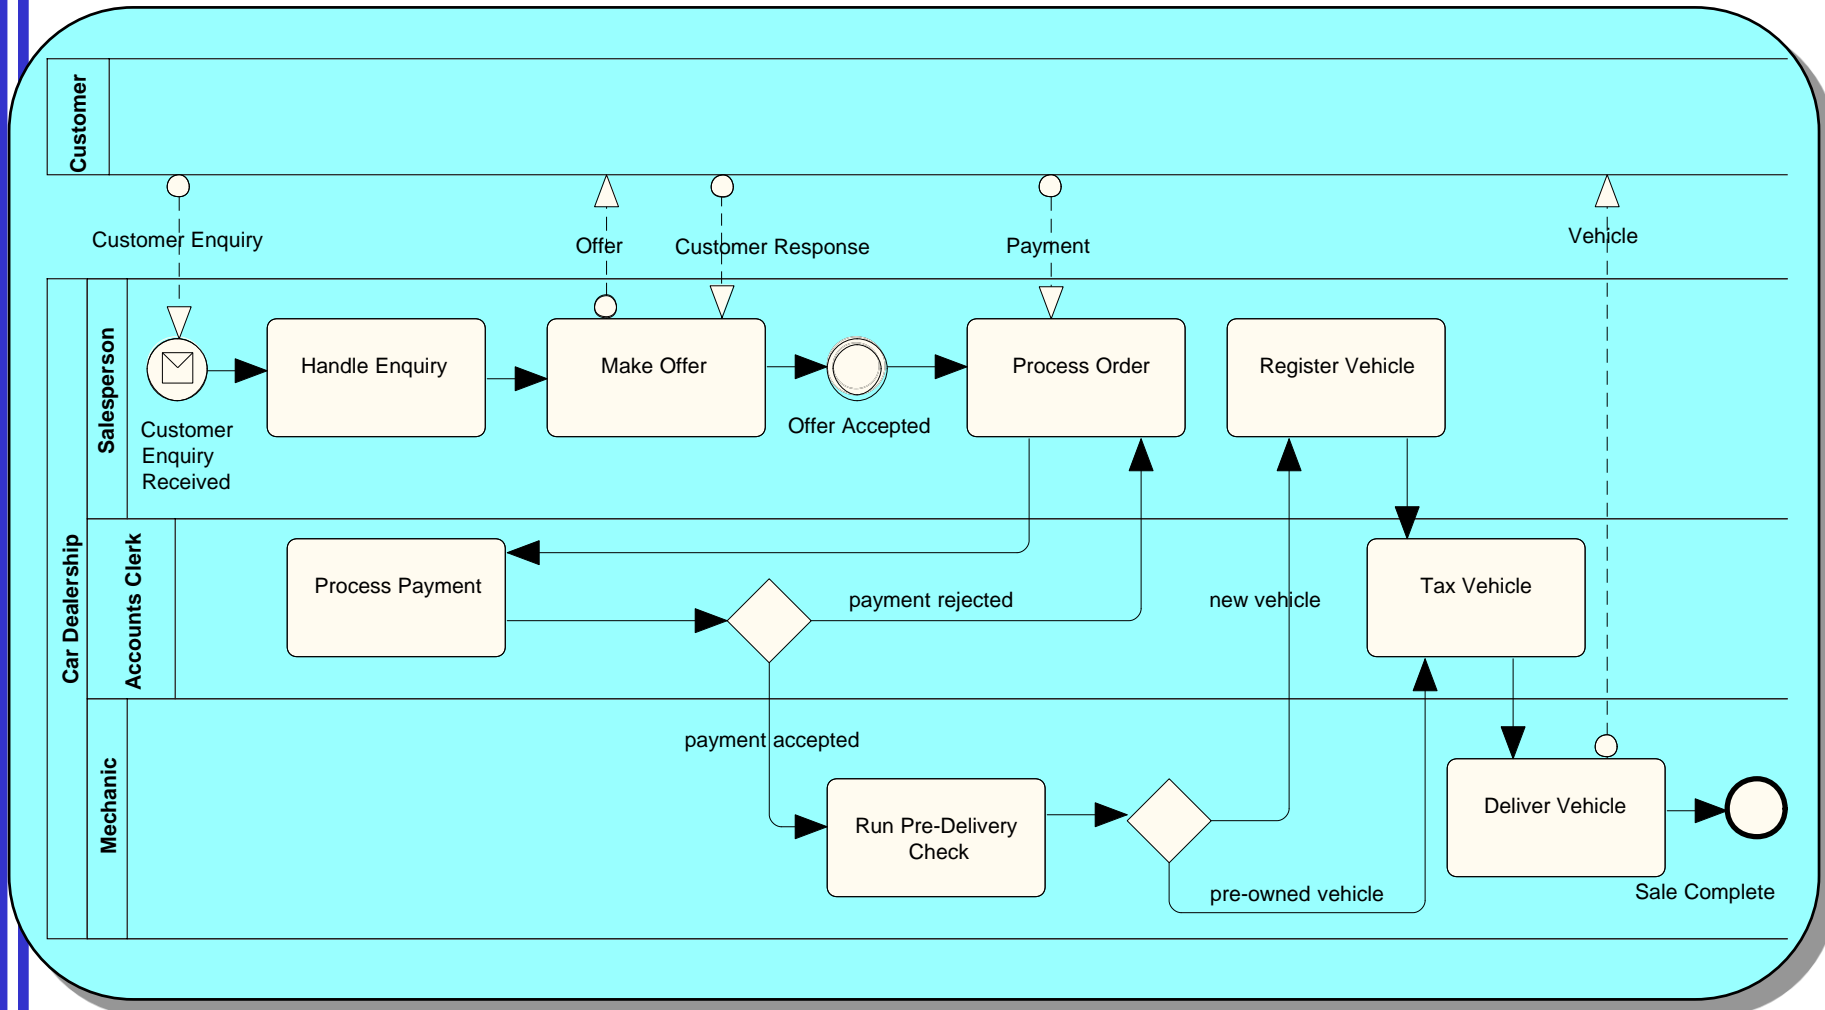 Customer
Customer Enquiry
Offer
Customer Response
Payment
Vehicle
Car Dealership
Salesperson
Customer
Enquiry
Received
Handle Enquiry
Make Offer
Offer Accepted
Process Order
Register Vehicle
Accounts Clerk
Process Payment
payment rejected
new vehicle
Tax Vehicle
Mechanic
payment accepted
Run Pre-Delivery
Check
pre-owned vehicle
Deliver Vehicle
Sale Complete